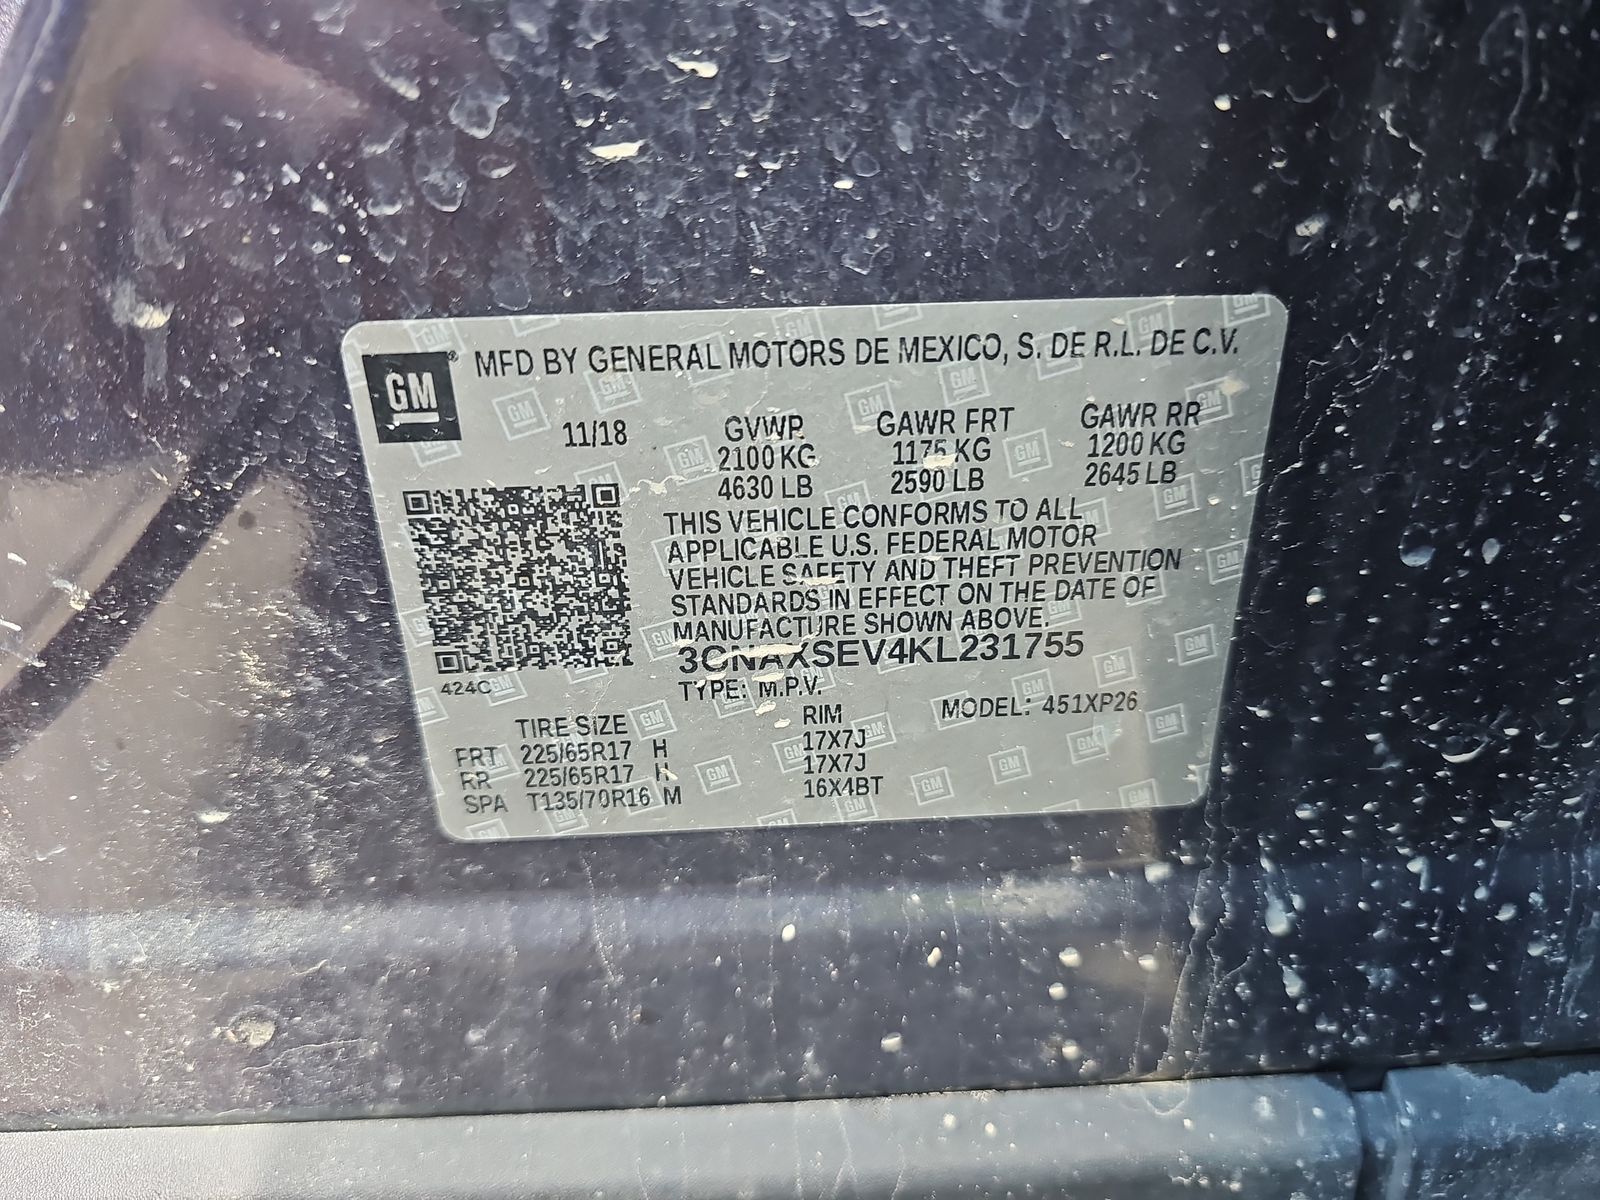 GM
MFD BY GENERAL MOTORS DE MEXICO, S. DE R.L. DE C.V.
11/18
GVWR GAWR FRT GAWR RR
2100 KG 1175 KG 1200 KG
4630 LB 2590 LB 2645 LB
THIS VEHICLE CONFORMS TO ALL
APPLICABLE U.S. FEDERAL MOTOR
VEHICLE SAFETY AND THEFT PREVENTION
STANDARDS IN EFFECT ON THE DATE OF
MANUFACTURE SHOWN ABOVE.
3GNAXSEV4KL231755
424C
TYPE: M.P.V.
MODEL: 451XP26
TIRE SIZE RIM
FRT 225/65R17 H 17X7J
RR 225/65R17 H 17X7J
SPA T135/70R16 M 16X4BT